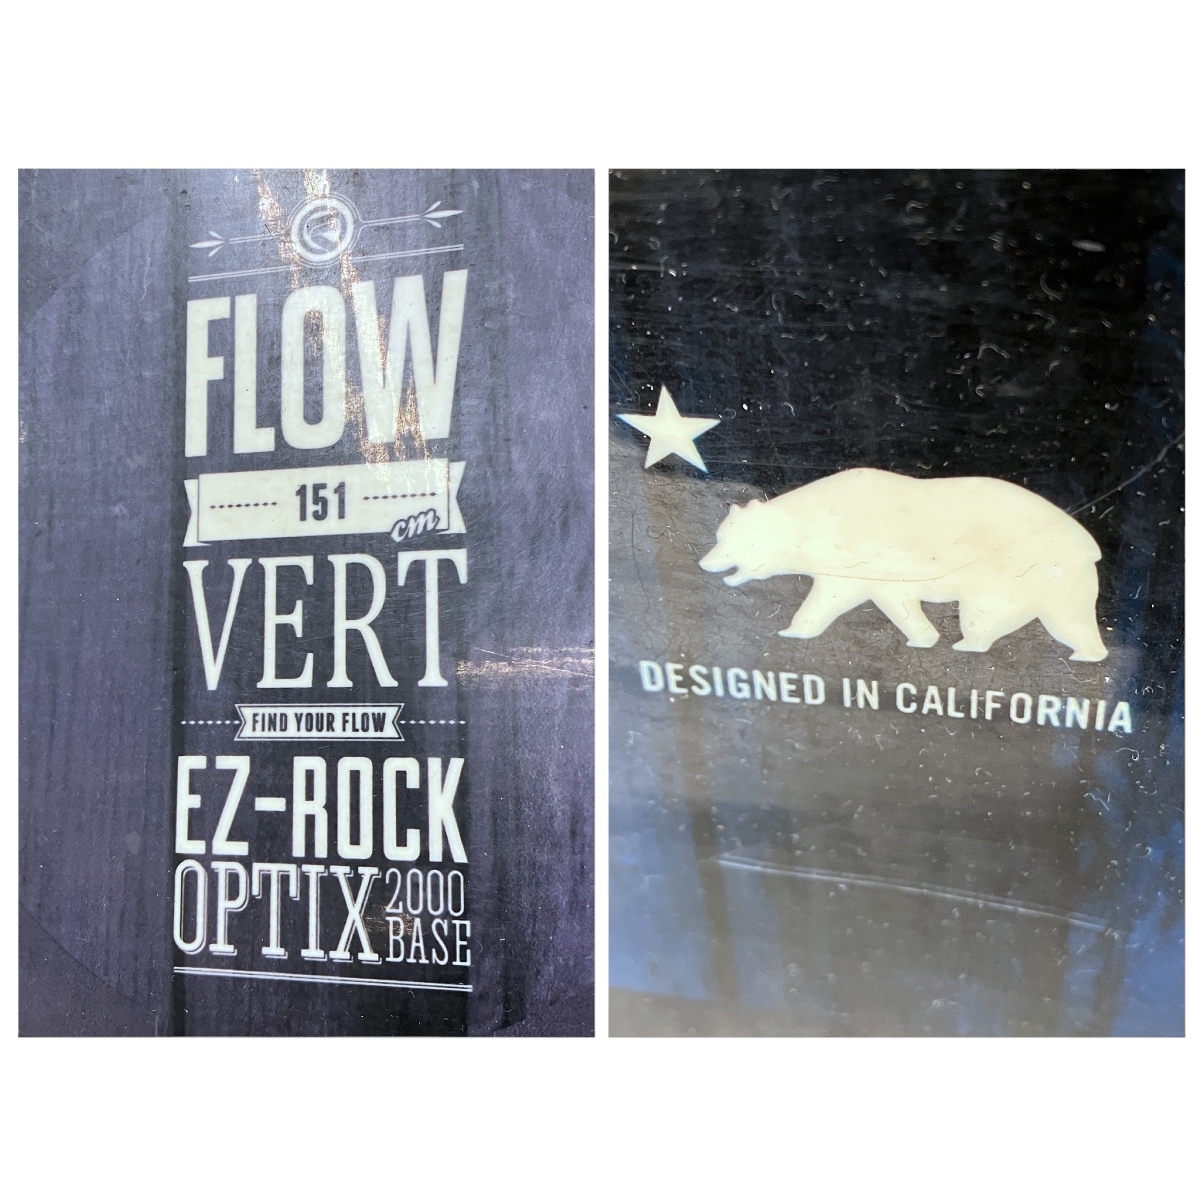 FLOW
151
cm
VERT
FIND YOUR FLOW
EZ-ROCK
OPTIX 2000
BASE
DESIGNED IN CALIFORNIA